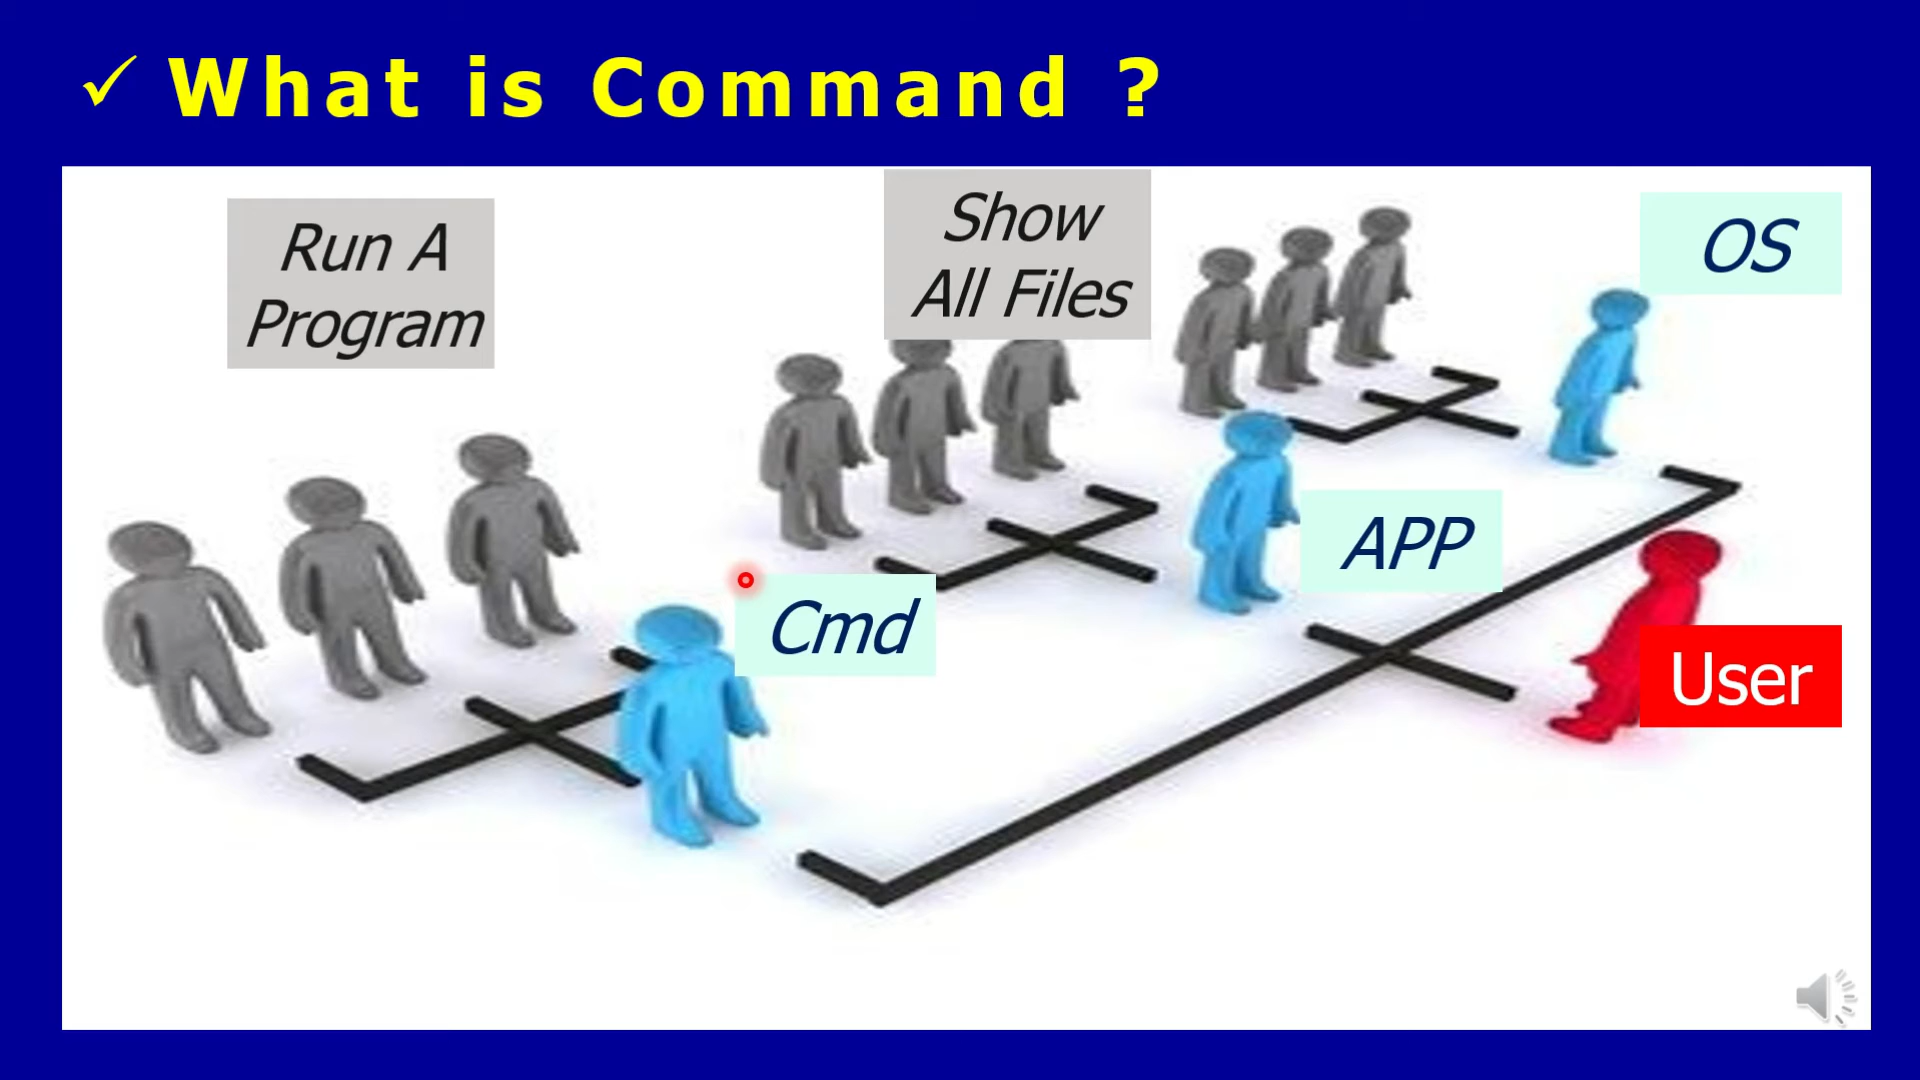 ✓ What is Command ?
Run A
Program
Show
All Files
OS
APP
Cmd
User